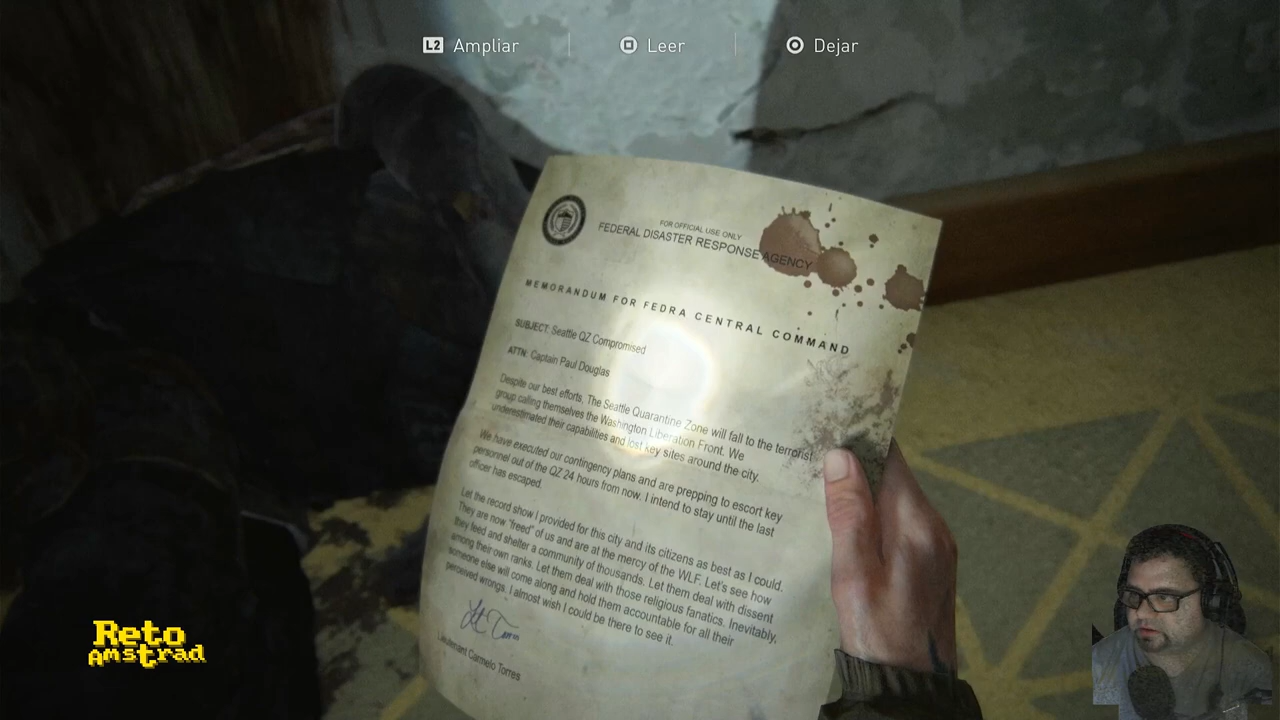 L2 Ampliar
Leer
Dejar
FOR OFFICIAL USE ONLY
FEDERAL DISASTER RESPONSE AGENCY
MEMORANDUM FOR FEDRA CENTRAL COMMAND
SUBJECT: Seattle QZ Compromised
ATTN: Captain Paul Douglas
Despite our best efforts, The Seattle Quarantine Zone will fall to the terrorist
group calling themselves the Washington Liberation Front. We
underestimated their capabilities and lost key sites around the city.
We have executed our contingency plans and are prepping to escort key
personnel out of the QZ 24 hours from now. I intend to stay until the last
officer has escaped.
Let the record show I provided for this city and its citizens as best as I could.
They are now "freed" of us and are at the mercy of the WLF. Let's see how
they feed and shelter a community of thousands. Let them deal with dissent
among their own ranks. Let them deal with those religious fanatics. Inevitably,
someone else will come along and hold them accountable for all their
perceived wrongs. I almost wish I could be there to see it.
Lieutenant Carmelo Torres
Reto
Amstrad